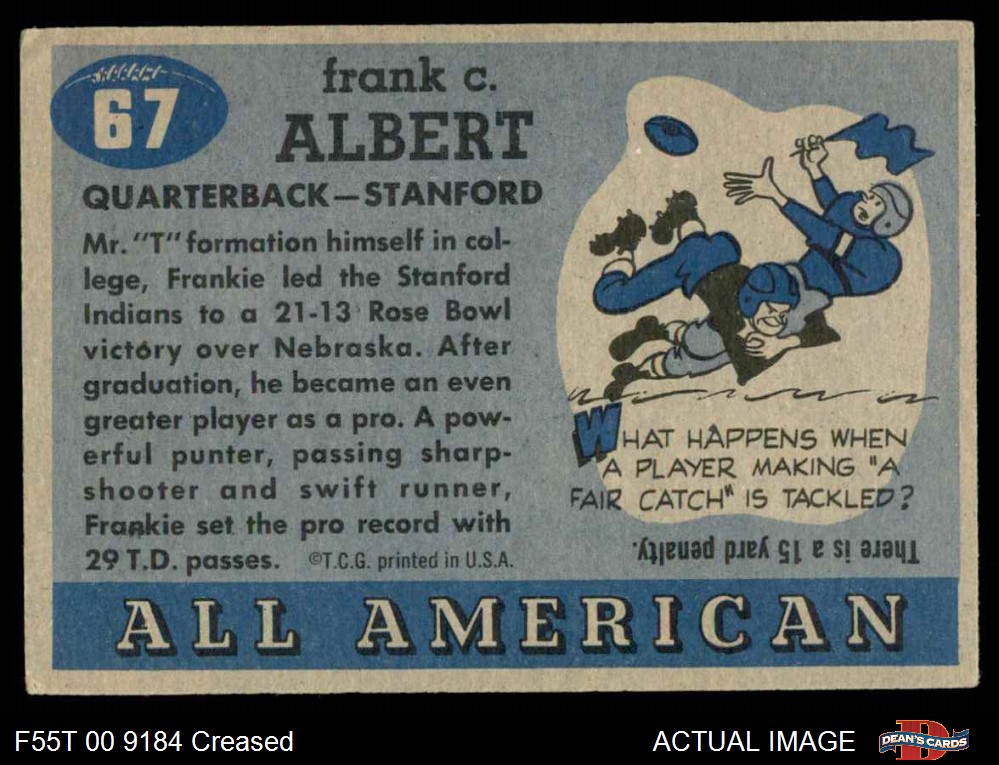 67
frank c.
ALBERT
QUARTERBACK—STANFORD
Mr. "T" formation himself in col-
lege, Frankie led the Stanford
Indians to a 21-13 Rose Bowl
victory over Nebraska. After
graduation, he became an even
greater player as a pro. A pow-
erful punter, passing sharp-
shooter and swift runner,
Frankie set the pro record with
29 T.D. passes. ©T.C.G. printed in U.S.A.
WHAT HAPPENS WHEN
A PLAYER MAKING "A
FAIR CATCH" IS TACKLED?
There is a 15 yard penalty.
ALL AMERICAN
F55T 00 9184 Creased
ACTUAL IMAGE
D
DEAN'S CARDS